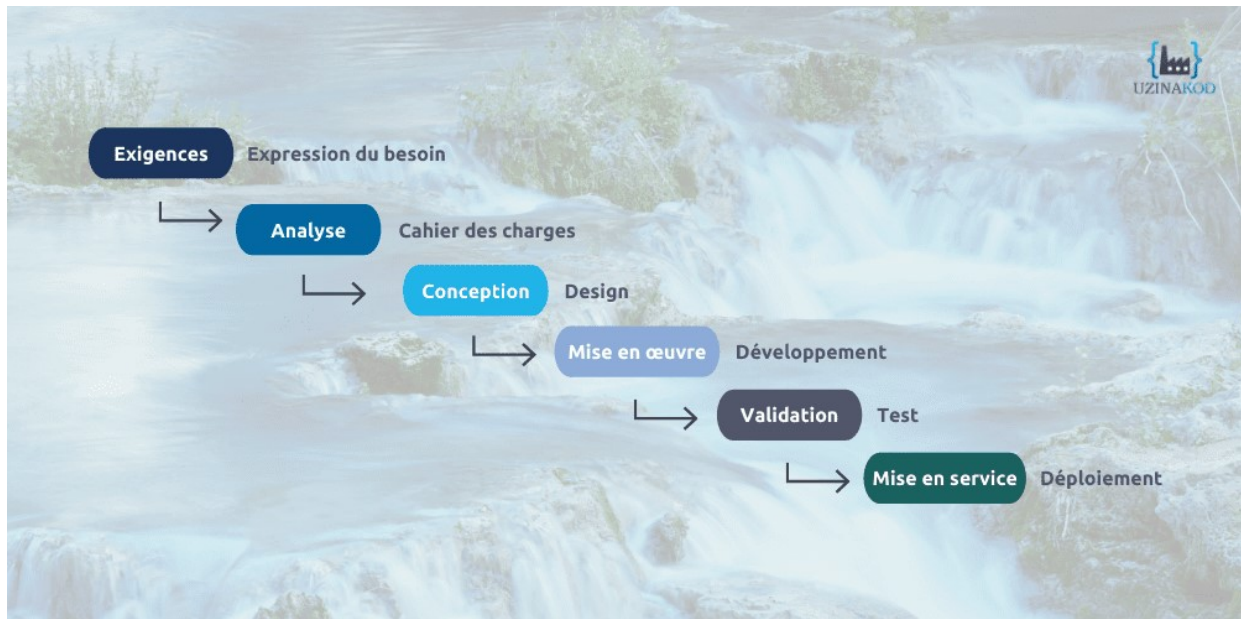 {}
UZINAKOD
Exigences Expression du besoin
Analyse Cahier des charges
Conception Design
Mise en œuvre Développement
Validation Test
Mise en service Déploiement